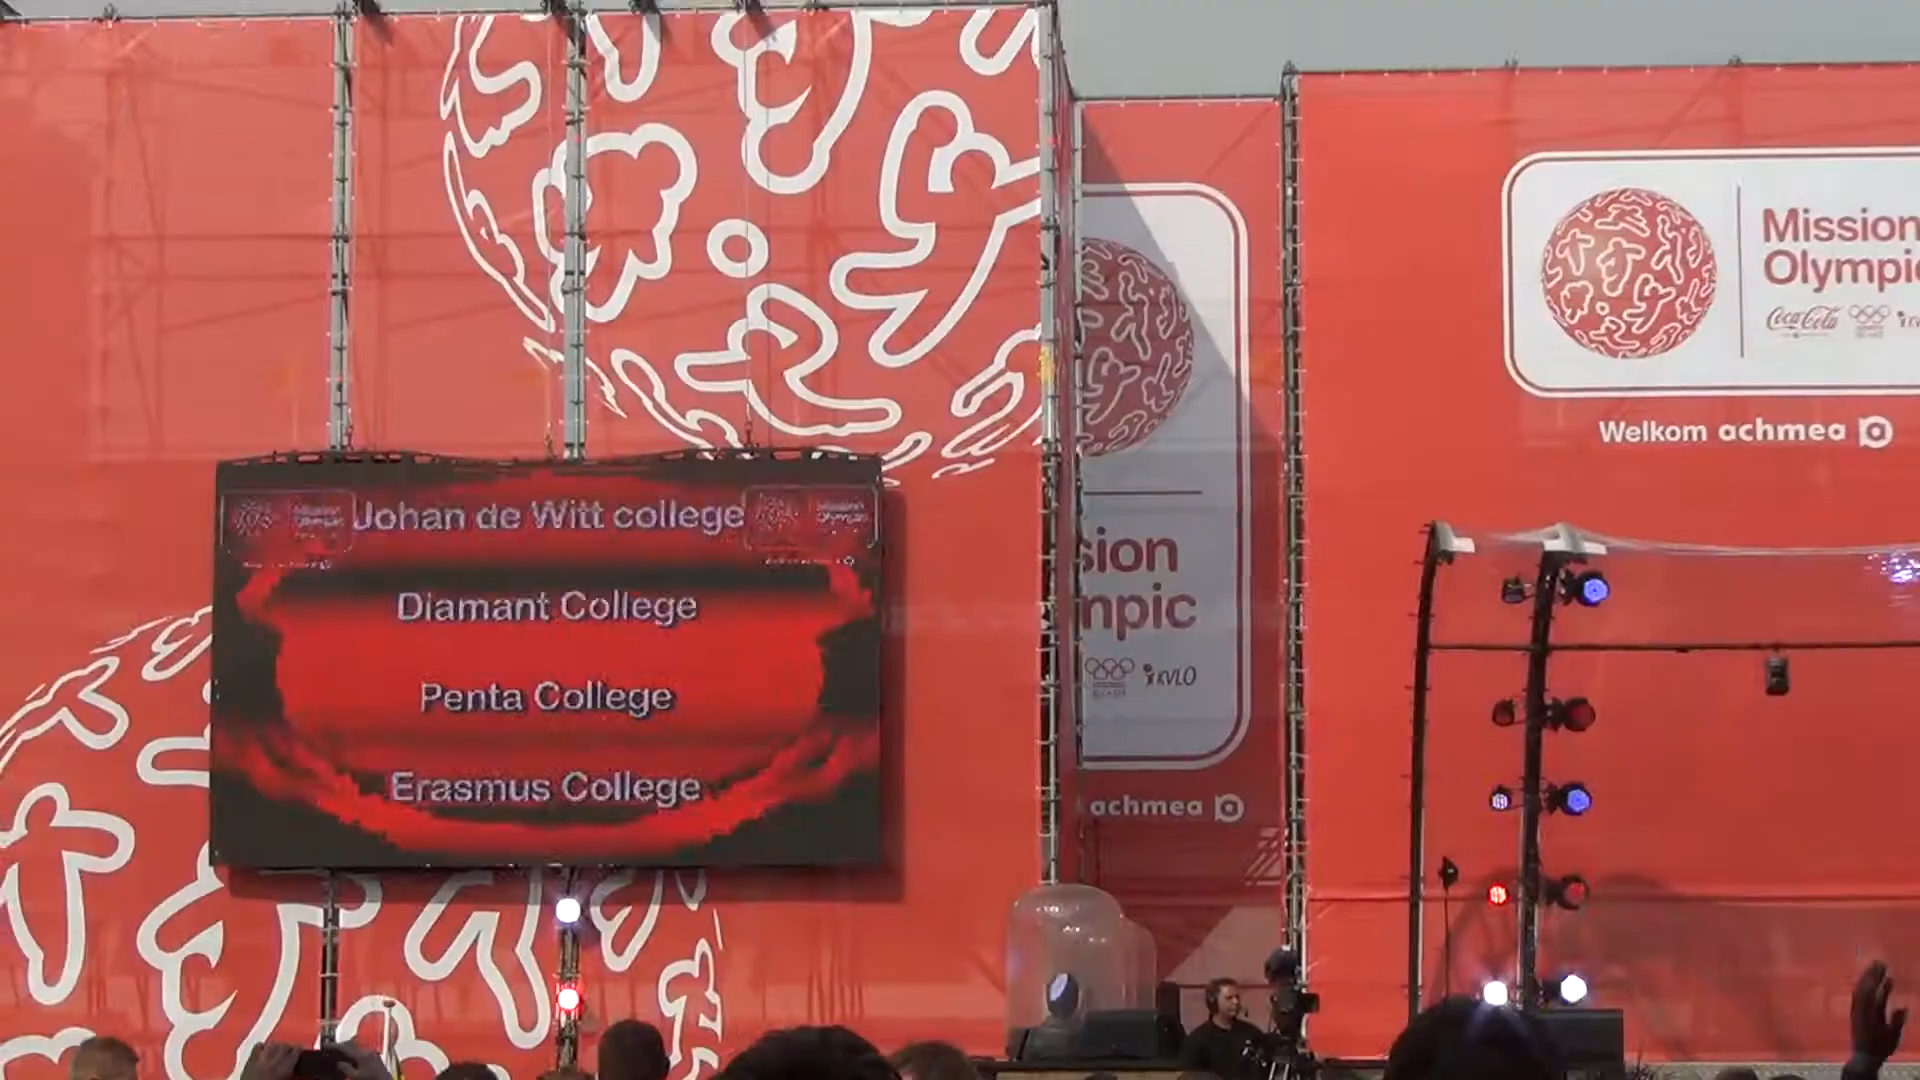 Johan de Witt college
Diamant College
Penta College
Erasmus College
sion
mpic
KVLO
achmea
Mission
Olympic
Coca-Cola
Welkom achmea